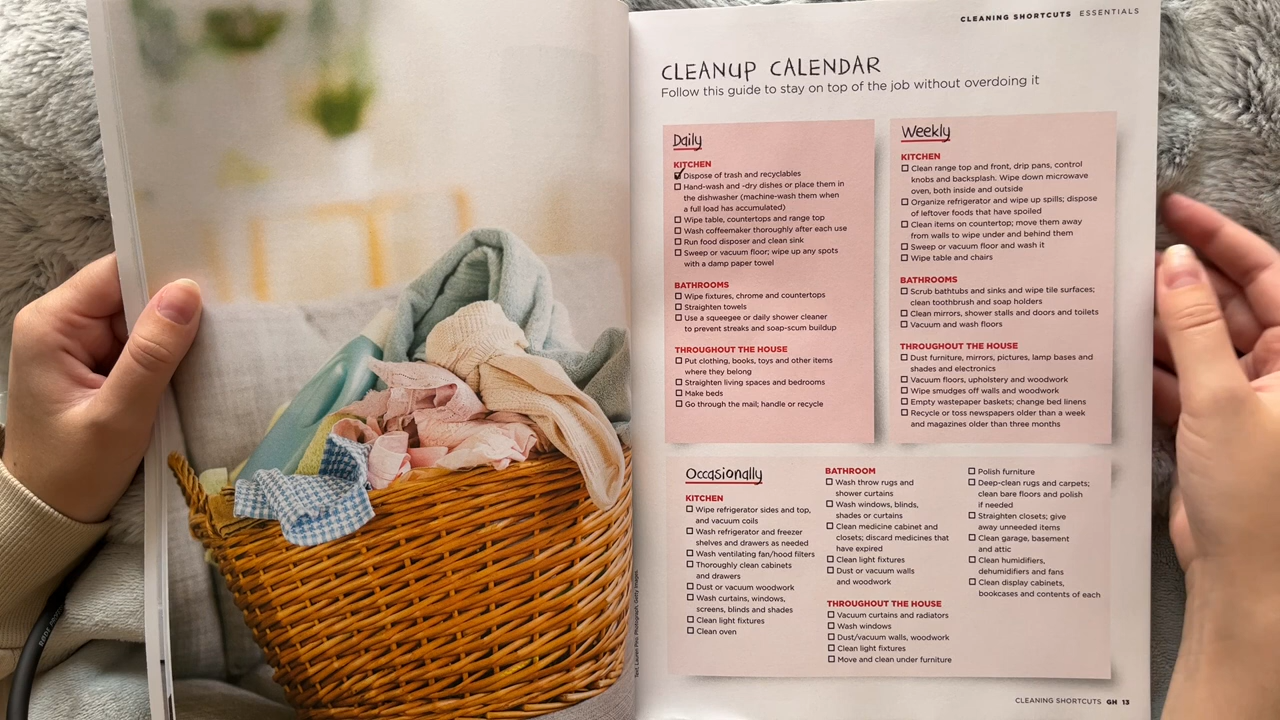 CLEANING SHORTCUTS ESSENTIALS
CLEANUP CALENDAR
Follow this guide to stay on top of the job without overdoing it
Daily
KITCHEN
Dispose of trash and recyclables
Hand-wash and -dry dishes or place them in
the dishwasher (machine-wash them when
a full load has accumulated)
Wipe table, countertops and range top
Wash coffeemaker thoroughly after each use
Run food disposer and clean sink
Sweep or vacuum floor; wipe up any spots
with a damp paper towel
BATHROOMS
Wipe fixtures, chrome and countertops
Straighten towels
Use a squeegee or daily shower cleaner
to prevent streaks and soap-scum buildup
THROUGHOUT THE HOUSE
Put clothing, books, toys and other items
where they belong
Straighten living spaces and bedrooms
Make beds
Go through the mail; handle or recycle
Weekly
KITCHEN
Clean range top and front, drip pans, control
knobs and backsplash. Wipe down microwave
oven, both inside and outside
Organize refrigerator and wipe up spills; dispose
of leftover foods that have spoiled
Clean items on countertop; move them away
from walls to wipe under and behind them
Sweep or vacuum floor and wash it
Wipe table and chairs
BATHROOMS
Scrub bathtubs and sinks and wipe tile surfaces;
clean toothbrush and soap holders
Clean mirrors, shower stalls and doors and toilets
Vacuum and wash floors
THROUGHOUT THE HOUSE
Dust furniture, mirrors, pictures, lamp bases and
shades and electronics
Vacuum floors, upholstery and woodwork
Wipe smudges off walls and woodwork
Empty wastepaper baskets; change bed linens
Recycle or toss newspapers older than a week
and magazines older than three months
Occasionally
KITCHEN
Wipe refrigerator sides and top,
and vacuum coils
Wash refrigerator and freezer
shelves and drawers as needed
Wash ventilating fan/hood filters
Thoroughly clean cabinets
and drawers
Dust or vacuum woodwork
Wash curtains, windows,
screens, blinds and shades
Clean light fixtures
Clean oven
BATHROOM
Wash throw rugs and
shower curtains
Wash windows, blinds,
shades or curtains
Clean medicine cabinet and
closets; discard medicines that
have expired
Clean light fixtures
Dust or vacuum walls
and woodwork
THROUGHOUT THE HOUSE
Vacuum curtains and radiators
Wash windows
Dust/vacuum walls, woodwork
Clean light fixtures
Move and clean under furniture
Polish furniture
Deep-clean rugs and carpets;
clean bare floors and polish
if needed
Straighten closets; give
away unneeded items
Clean garage, basement
and attic
Clean humidifiers,
dehumidifiers and fans
Clean display cabinets,
bookcases and contents of each
Photograph, Getty Images
CLEANING SHORTCUTS GH 13